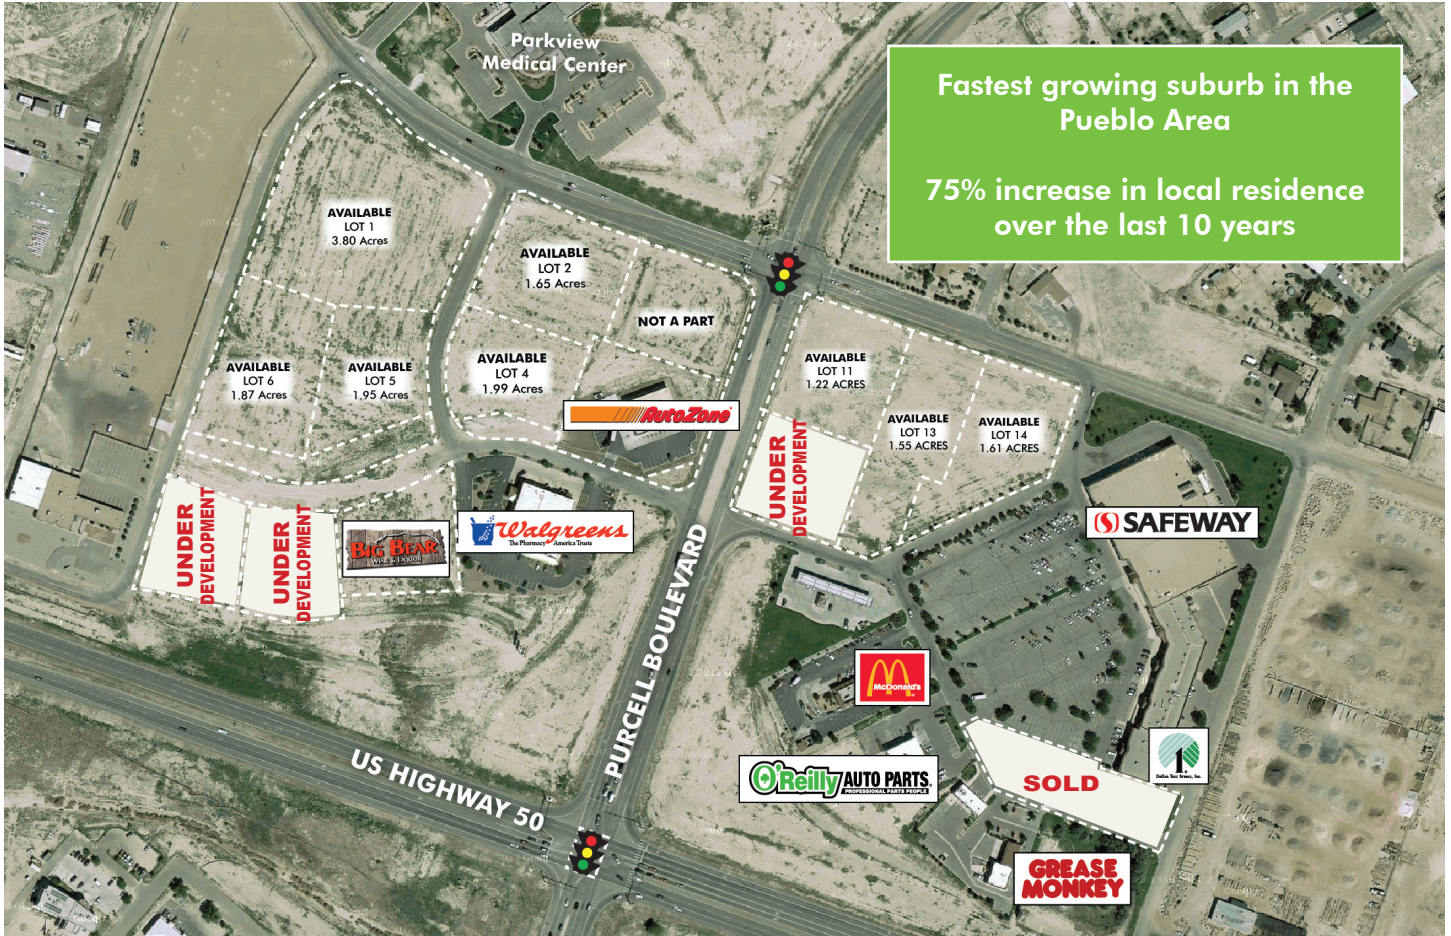 Parkview
Medical Center
Fastest growing suburb in the
Pueblo Area
75% increase in local residence
over the last 10 years
AVAILABLE
LOT 1
3.80 Acres
AVAILABLE
LOT 2
1.65 Acres
NOT A PART
AVAILABLE
LOT 6
1.87 Acres
AVAILABLE
LOT 5
1.95 Acres
AVAILABLE
LOT 4
1.99 Acres
AutoZone
AVAILABLE
LOT 11
1.22 ACRES
AVAILABLE
LOT 13
1.55 ACRES
AVAILABLE
LOT 14
1.61 ACRES
UNDER
DEVELOPMENT
UNDER
DEVELOPMENT
UNDER
DEVELOPMENT
BIG BEAR
WINE & LIQUOR
Walgreens
The Pharmacy America Trusts
SAFEWAY
PURCELL BOULEVARD
US HIGHWAY 50
McDonald's
O'Reilly AUTO PARTS
PROFESSIONAL PARTS PEOPLE
SOLD
Dollar Tree Stores, Inc.
GREASE
MONKEY